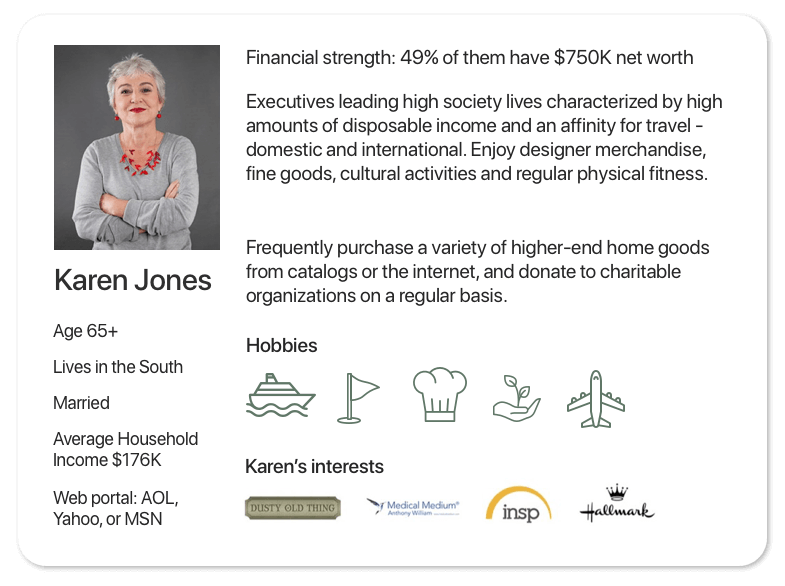 Financial strength: 49% of them have $750K net worth
Executives leading high society lives characterized by high
amounts of disposable income and an affinity for travel -
domestic and international. Enjoy designer merchandise,
fine goods, cultural activities and regular physical fitness.
Frequently purchase a variety of higher-end home goods
from catalogs or the internet, and donate to charitable
organizations on a regular basis.
Karen Jones
Age 65+
Lives in the South
Married
Average Household
Income $176K
Web portal: AOL,
Yahoo, or MSN
Hobbies
Karen's interests
DUSTY OLD THING
Medical Medium®
Anthony William
insp
Hallmark